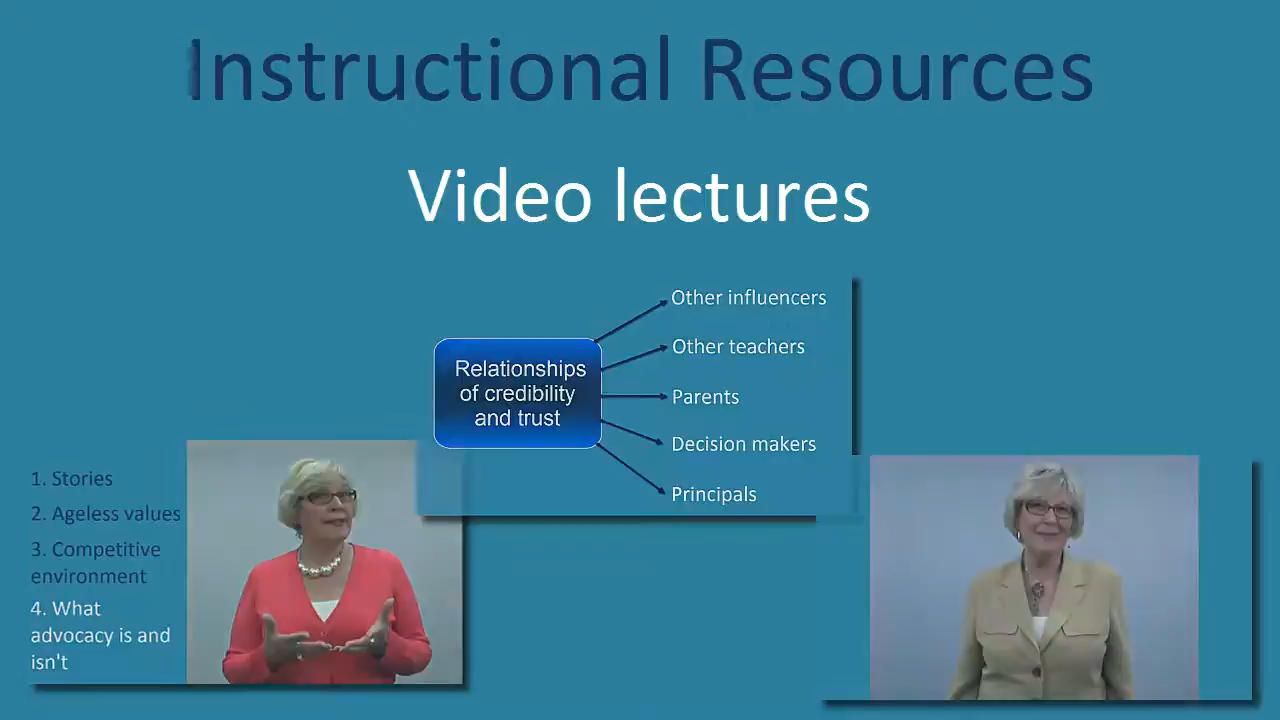 Instructional Resources
Video lectures
Relationships
of credibility
and trust
Other influencers
Other teachers
Parents
Decision makers
Principals
1. Stories
2. Ageless values
3. Competitive
environment
4. What
advocacy is and
isn't